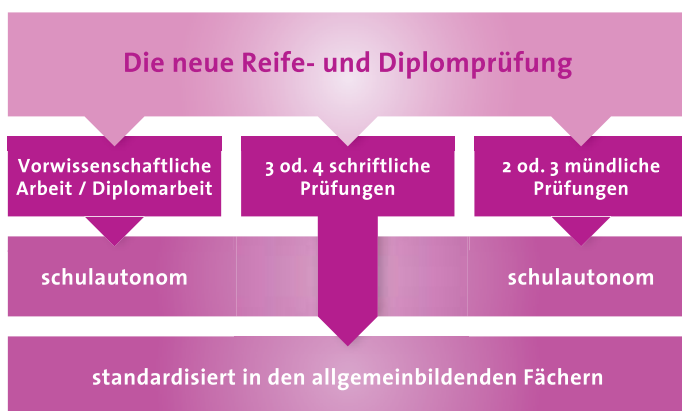 Die neue Reife- und Diplomprüfung
Vorwissenschaftliche
Arbeit / Diplomarbeit
3 od. 4 schriftliche
Prüfungen
2 od. 3 mündliche
Prüfungen
schulautonom
schulautonom
standardisiert in den allgemeinbildenden Fächern